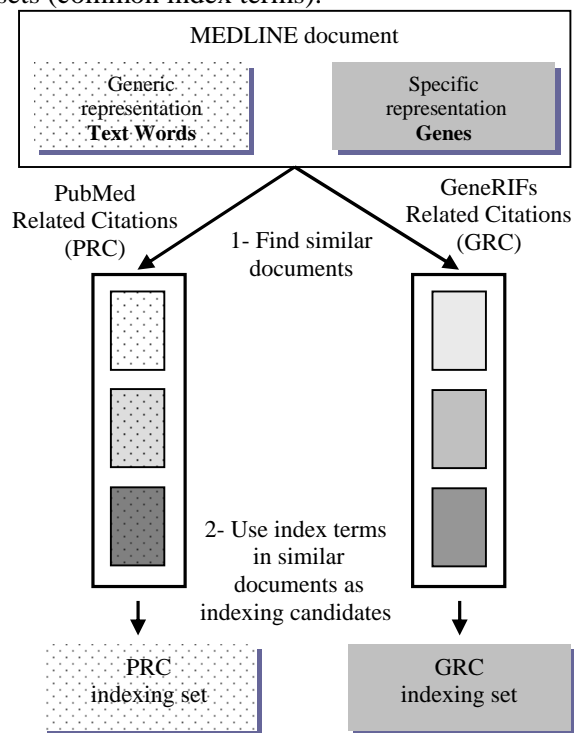 sets (common index terms).
MEDLINE document
Generic
representation
Text Words
Specific
representation
Genes
PubMed
Related Citations
(PRC)
GeneRIFs
Related Citations
(GRC)
1- Find similar
documents
2- Use index terms
in similar
documents as
indexing candidates
PRC
indexing set
GRC
indexing set